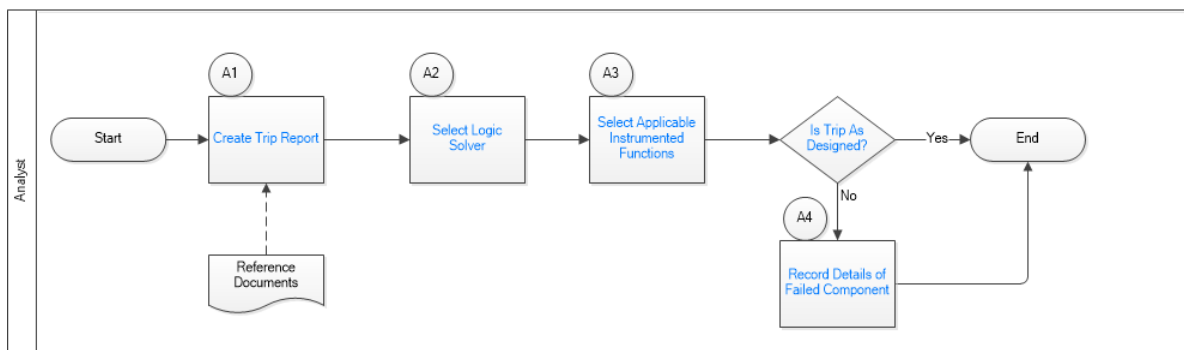 Analyst
Start
A1
Create Trip Report
Reference
Documents
A2
Select Logic
Solver
A3
Select Applicable
Instrumented
Functions
Is Trip As
Designed?
Yes
End
No
A4
Record Details of
Failed Component